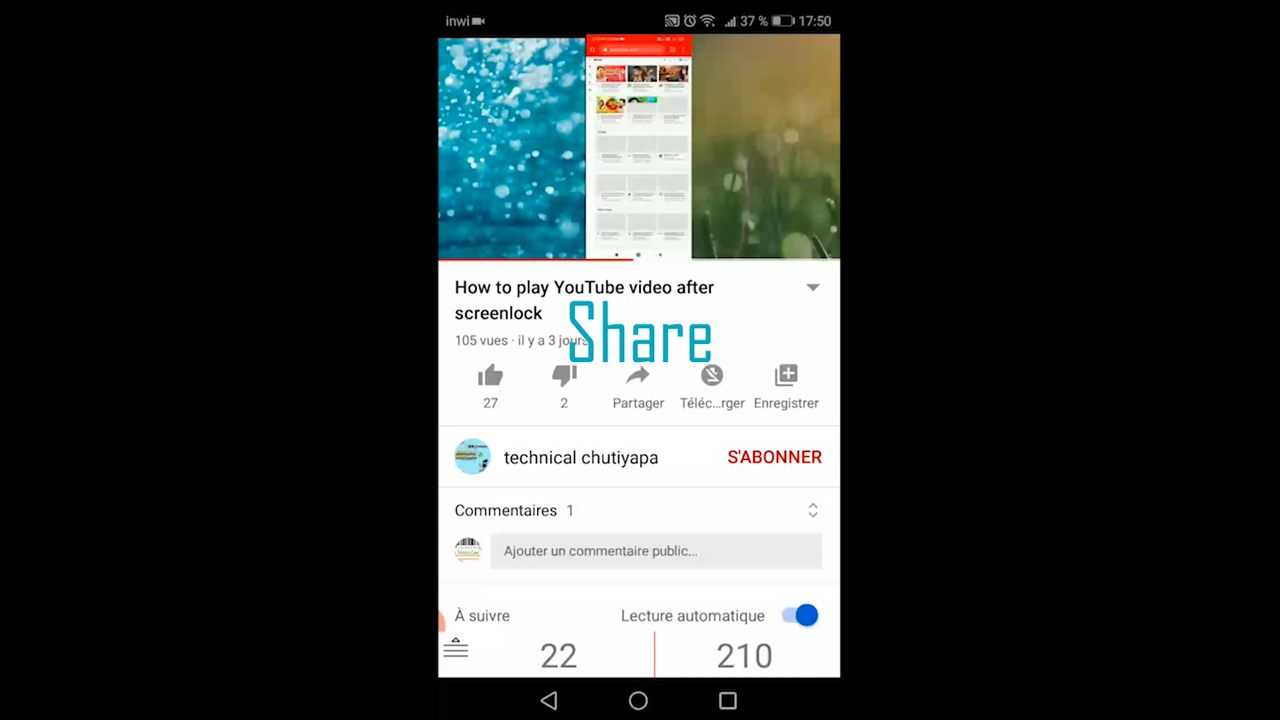 inwi 37 % 17:50
How to play YouTube video after
screenlock
Share
105 vues · il y a 3 jours
27 2 Partager Téléc…rger Enregistrer
technical chutiyapa S'ABONNER
Commentaires 1
Ajouter un commentaire public...
À suivre Lecture automatique
22 210